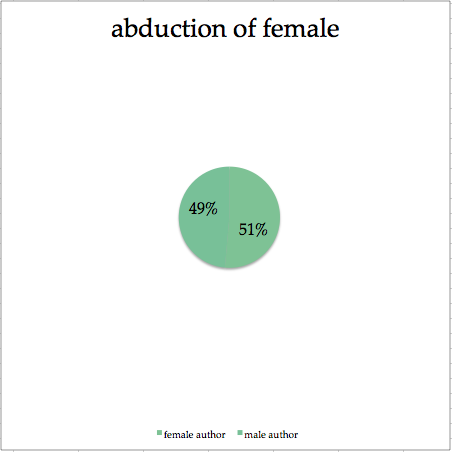 abduction of female
49%
51%
female author male author